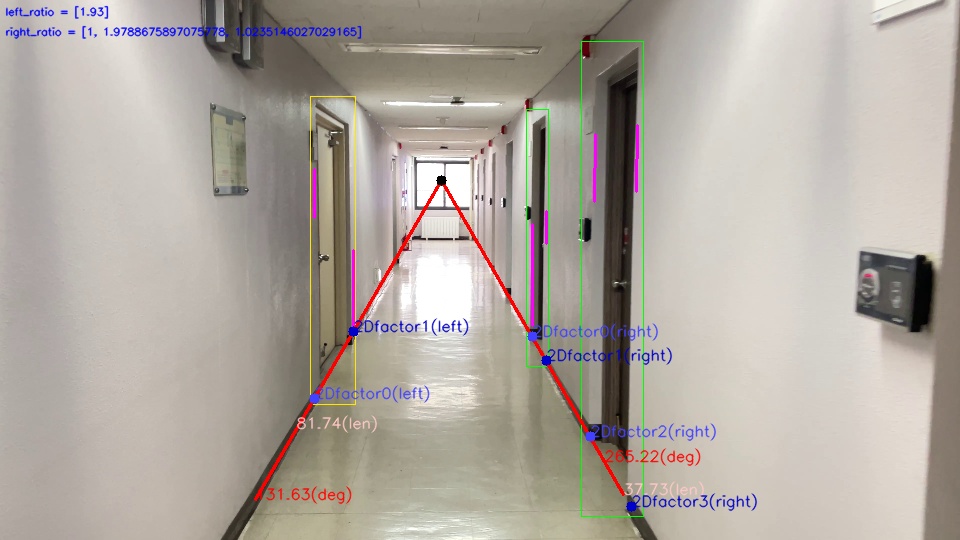 left_ratio = [1.93]
right_ratio = [1, 1.9788675897075778, 1.0235146027029165]
2Dfactor1(left)
2Dfactor0(right)
2Dfactor1(right)
2Dfactor0(left)
81.74(len)
2Dfactor2(right)
265.22(deg)
31.63(deg)
37.73(len)
2Dfactor3(right)